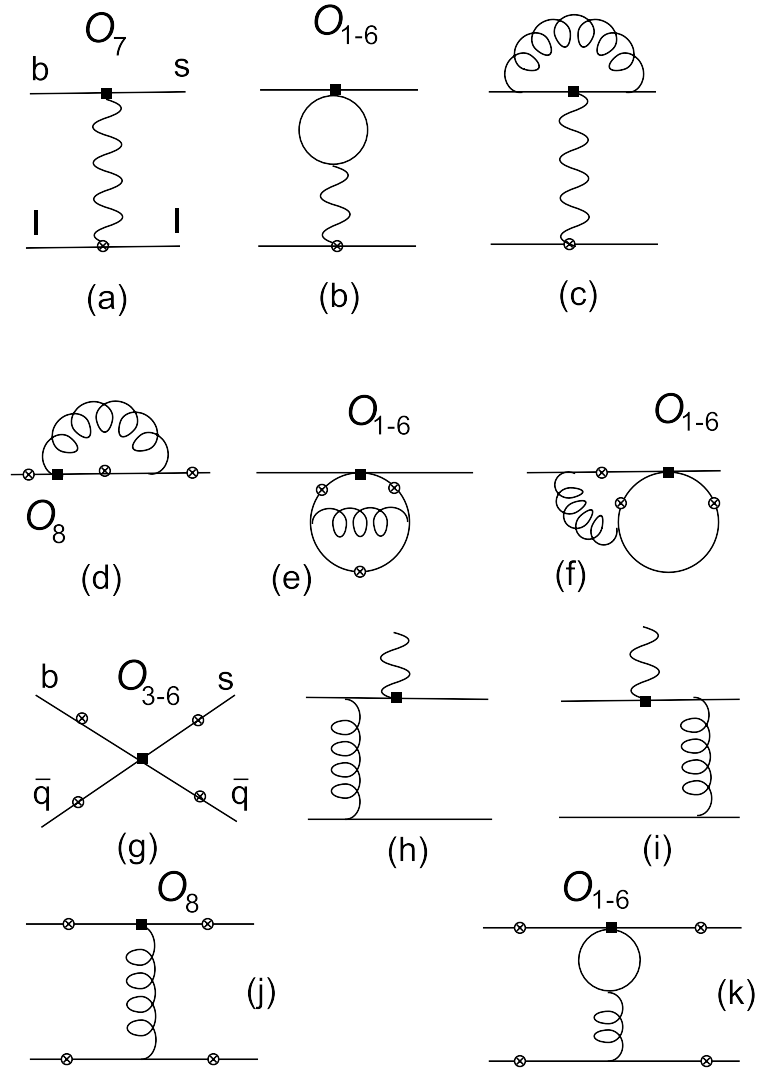 O₇ O₁₋₆
b s
l l
(a) (b) (c)
O₁₋₆ O₁₋₆
O₈
(d) (e) (f)
b O₃₋₆ s
q̄ q̄
(g) (h) (i)
O₈ O₁₋₆
(j) (k)